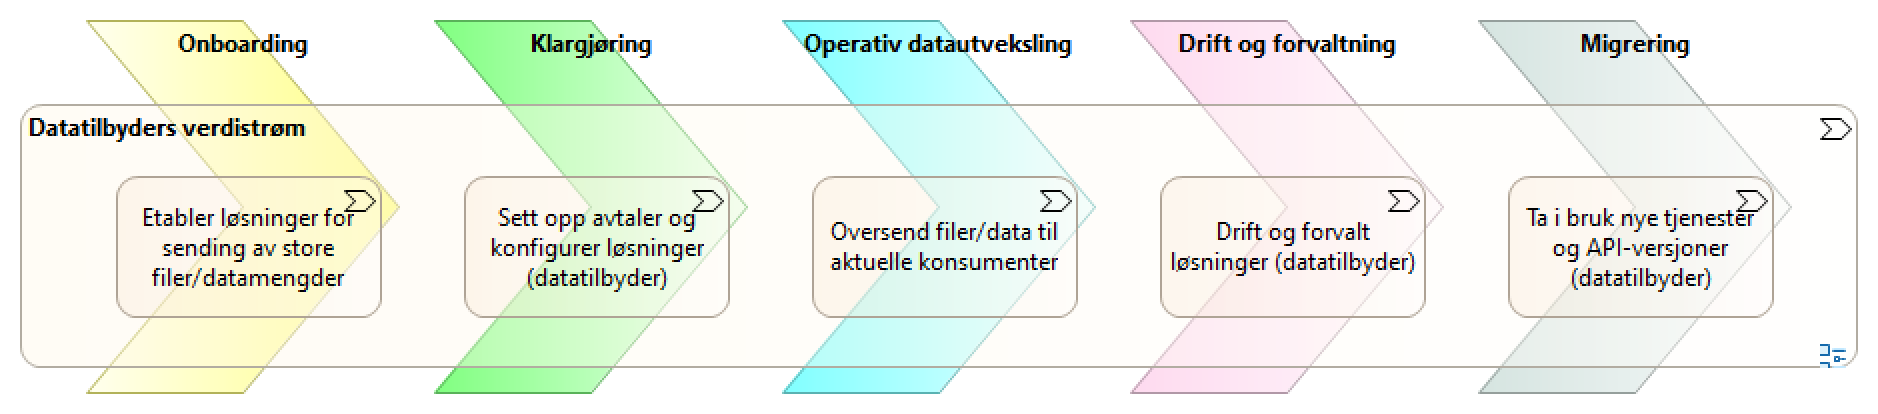 Onboarding
Klargjøring
Operativ datautveksling
Drift og forvaltning
Migrering
Datatilbyders verdistrøm
Etabler løsninger for
sending av store
filer/datamengder
Sett opp avtaler og
konfigurer løsninger
(datatilbyder)
Oversend filer/data til
aktuelle konsumenter
Drift og forvalt
løsninger (datatilbyder)
Ta i bruk nye tjenester
og API-versjoner
(datatilbyder)